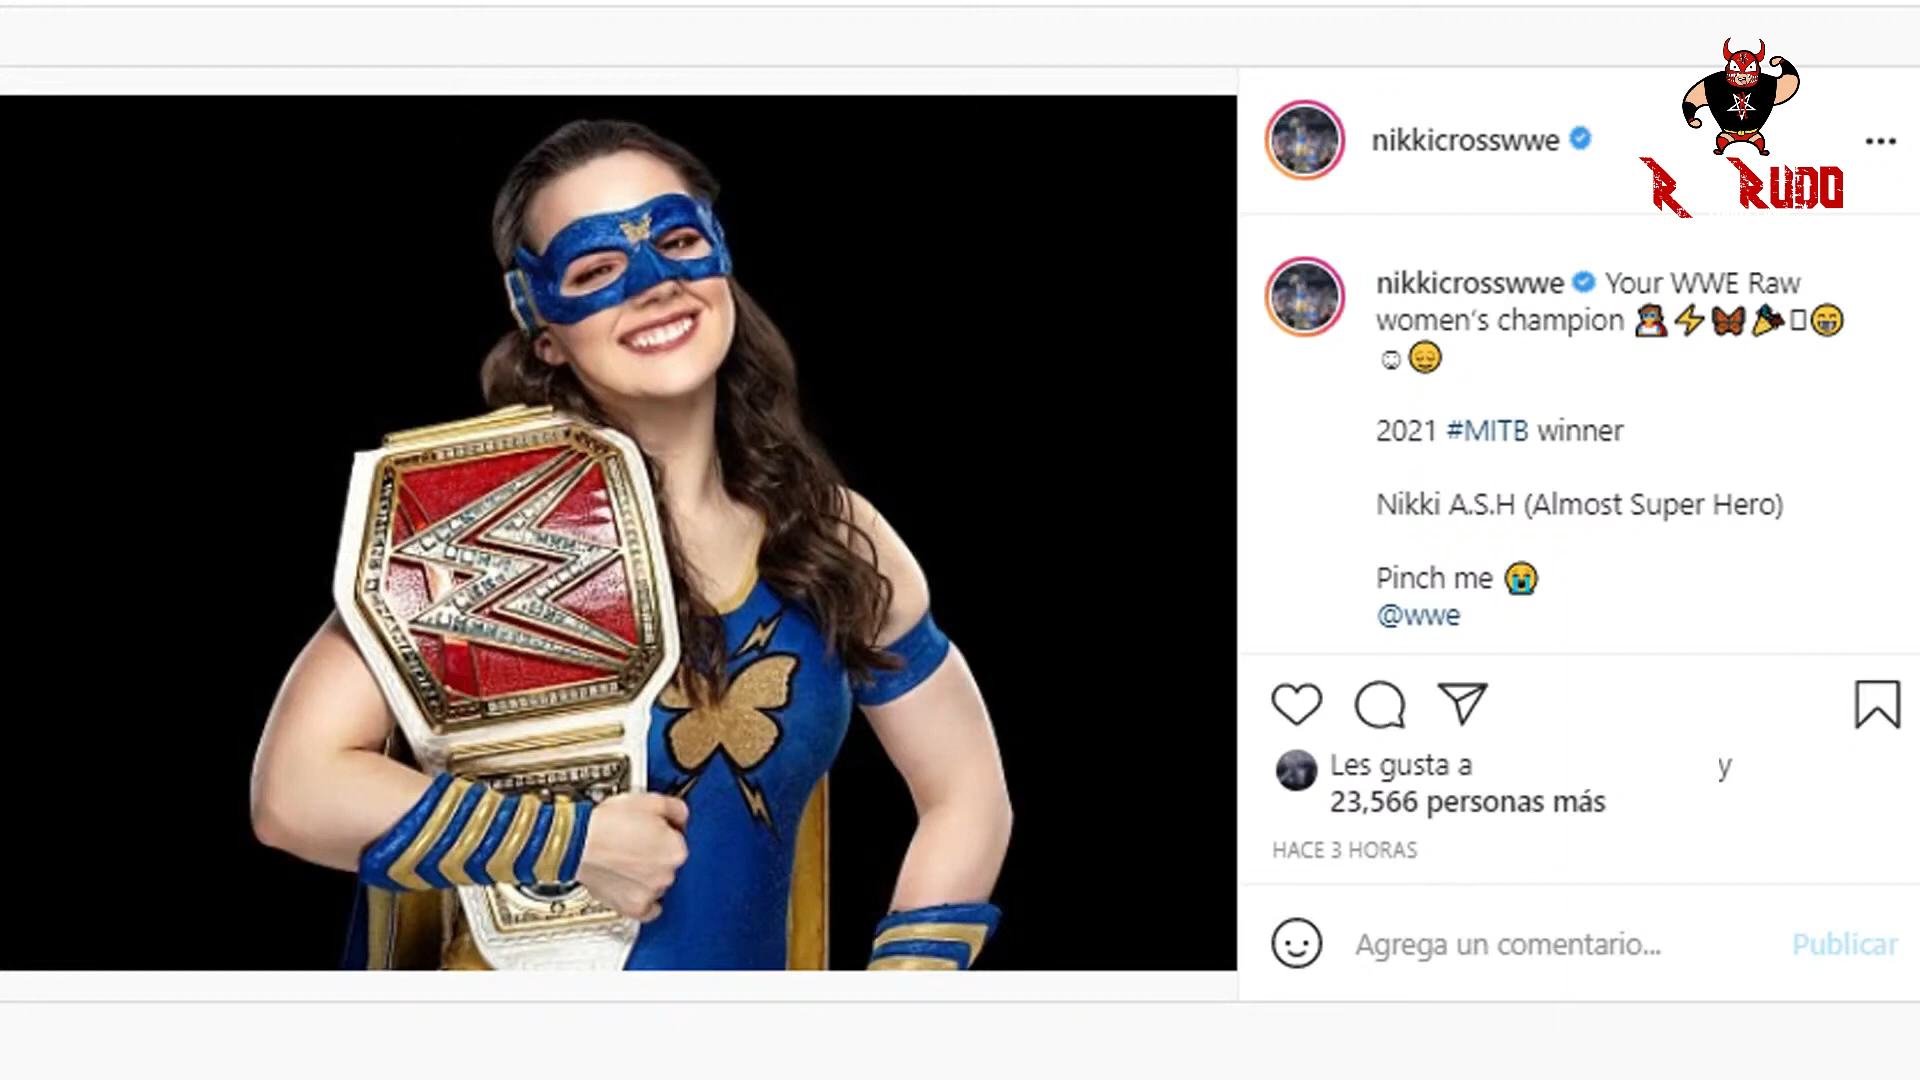 nikkicrosswwe
R RUDO
nikkicrosswwe Your WWE Raw
women's champion
2021 #MITB winner
Nikki A.S.H (Almost Super Hero)
Pinch me
@wwe
Les gusta a y
23,566 personas más
HACE 3 HORAS
Agrega un comentario...
Publicar